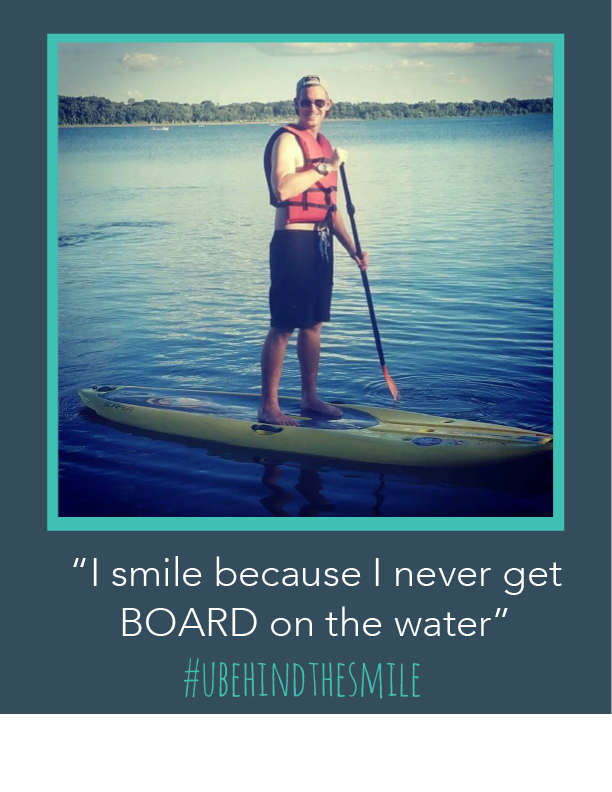 “I smile because I never get
BOARD on the water”
#UBEHINDTHESMILE